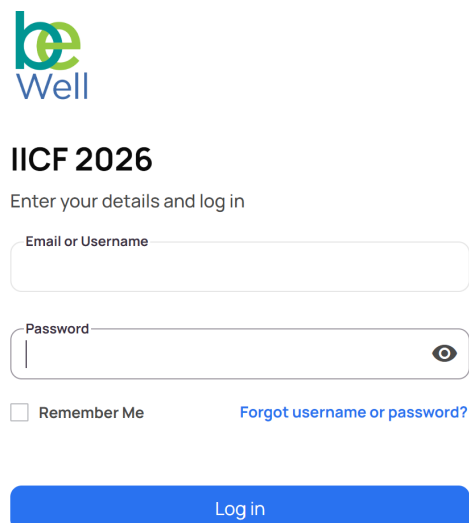 be
Well
IICF 2026
Enter your details and log in
Email or Username
Password
Remember Me
Forgot username or password?
Log in